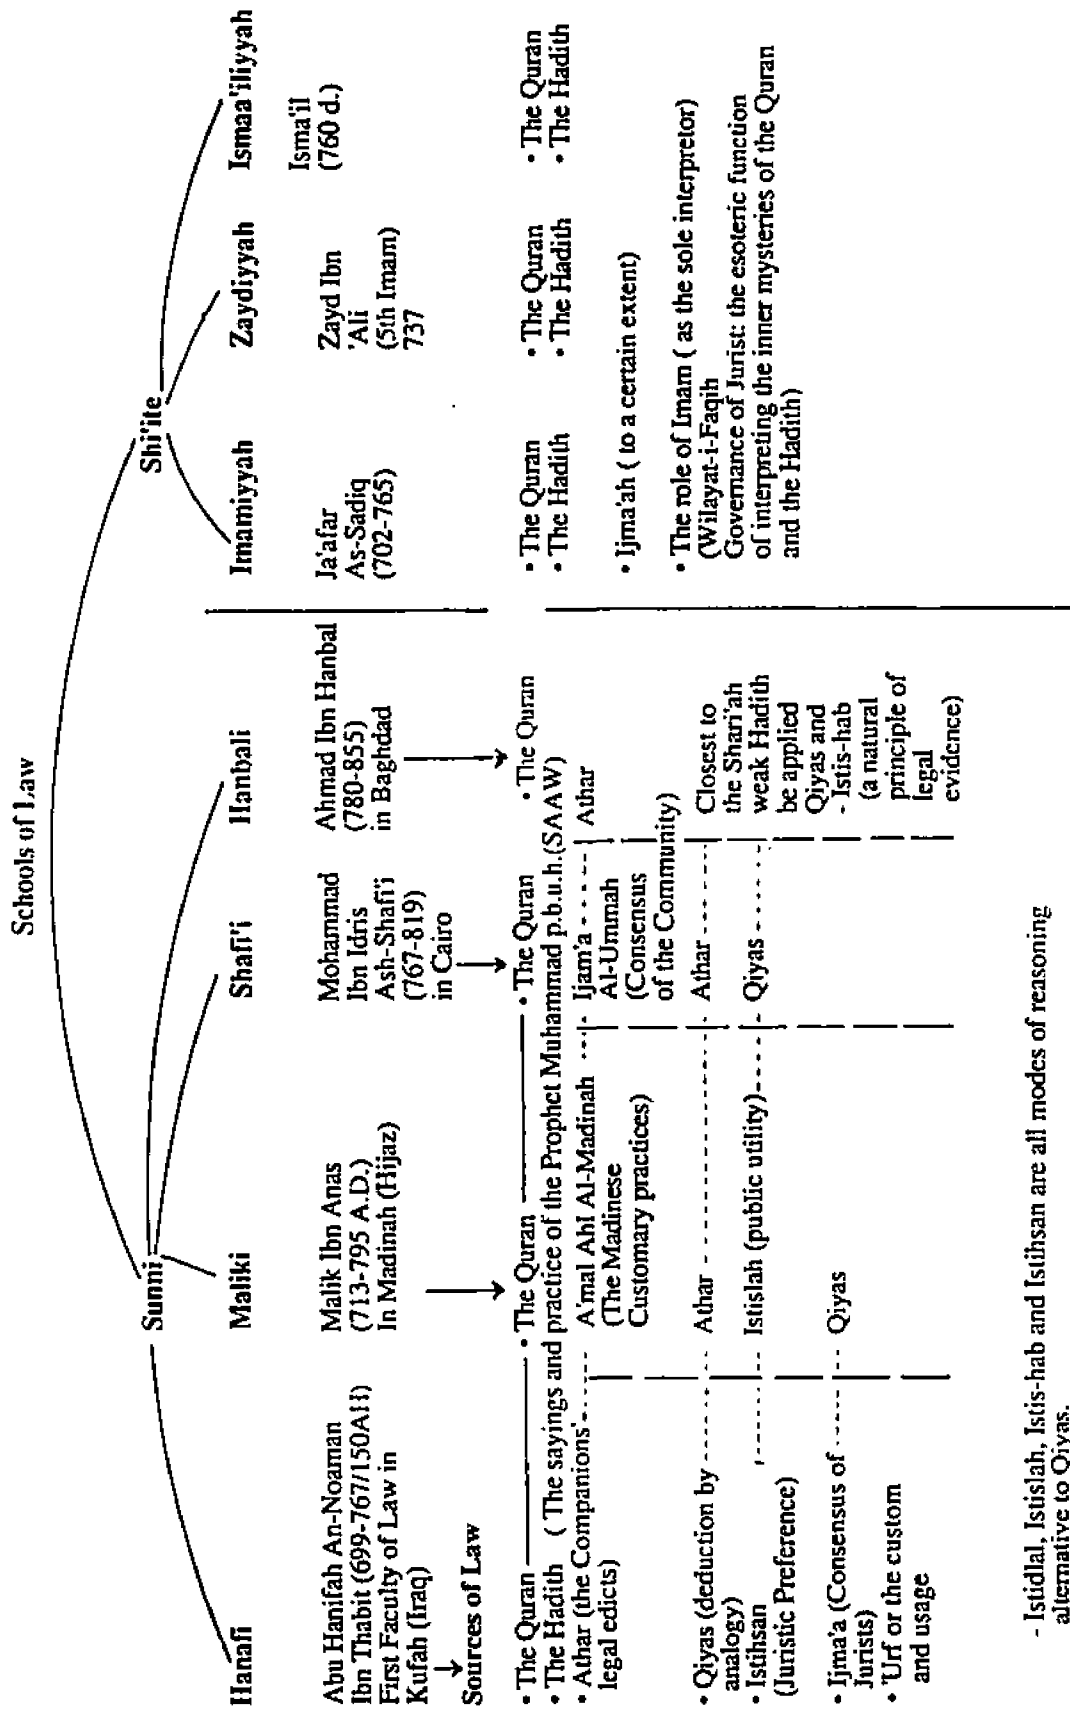 Schools of Law
Sunni
Shi'ite
Hanafi
Maliki
Shafi'i
Hanbali
Imamiyyah
Zaydiyyah
Ismaa'iliyyah
Abu Hanifah An-Noaman
Ibn Thabit (699-767/150AH)
First Faculty of Law in
Kufah (Iraq)
Sources of Law
Malik Ibn Anas
(713-795 A.D.)
In Madinah (Hijaz)
Mohammad
Ibn Idris
Ash-Shafi'i
(767-819)
in Cairo
Ahmad Ibn Hanbal
(780-855)
in Baghdad
Ja'afar
As-Sadiq
(702-765)
Zayd Ibn
'Ali
(5th Imam)
737
Isma'il
(760 d.)
• The Quran • The Quran • The Quran • The Quran
• The Hadith ( The sayings and practice of the Prophet Muhammad p.b.u.h.(SAAW)
• Athar (the Companions'
legal edicts)
A'mal Ahl Al-Madinah
(The Madinese
Customary practices)
Ijam'a
Al-Ummah
(Consensus
of the Community)
Athar
• Qiyas (deduction by
analogy)
• Istihsan
(Juristic Preference)
• Ijma'a (Consensus of
Jurists)
• 'Urf or the custom
and usage
Athar
Istislah (public utility)
Qiyas
Athar
Qiyas
Closest to
the Shari'ah
weak Hadith
be applied
Qiyas and
- Istis-hab
(a natural
principle of
legal
evidence)
• The Quran
• The Hadith
• The Quran
• The Hadith
• The Quran
• The Hadith
• Ijma'ah ( to a certain extent)
• The role of Imam ( as the sole interpretor)
(Wilayat-i-Faqih
Governance of Jurist: the esoteric function
of interpreting the inner mysteries of the Quran
and the Hadith)
- Istidlal, Istislah, Istis-hab and Istihsan are all modes of reasoning
alternative to Qiyas.